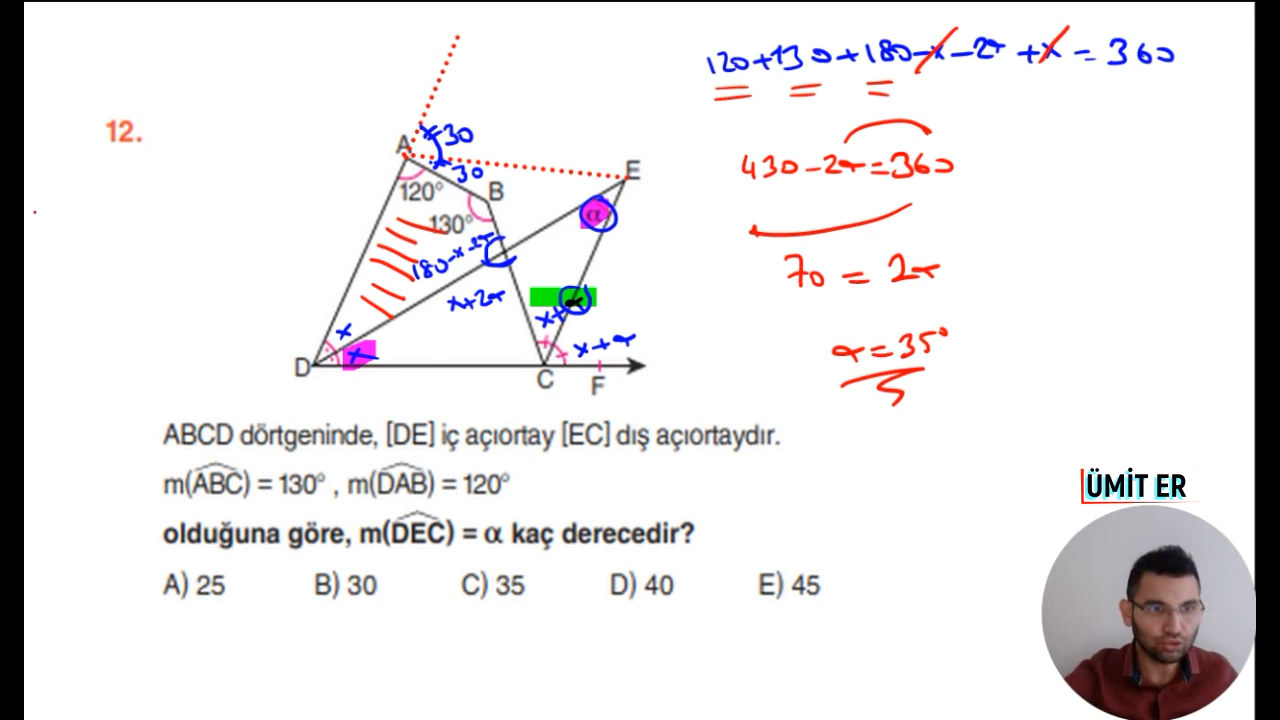 120+130+180-x-2α+x=360
12.
A
30
30
E
120°
B
430-2α=360
130°
α
180-x-2α
70=2α
x+2α
x+α
x
x+α
α=35°
x
D
C
F
ABCD dörtgeninde, [DE] iç açıortay [EC] dış açıortaydır.
m(ABC) = 130° , m(DAB) = 120°
olduğuna göre, m(DEC) = α kaç derecedir?
A) 25 B) 30 C) 35 D) 40 E) 45
ÜMİT ER